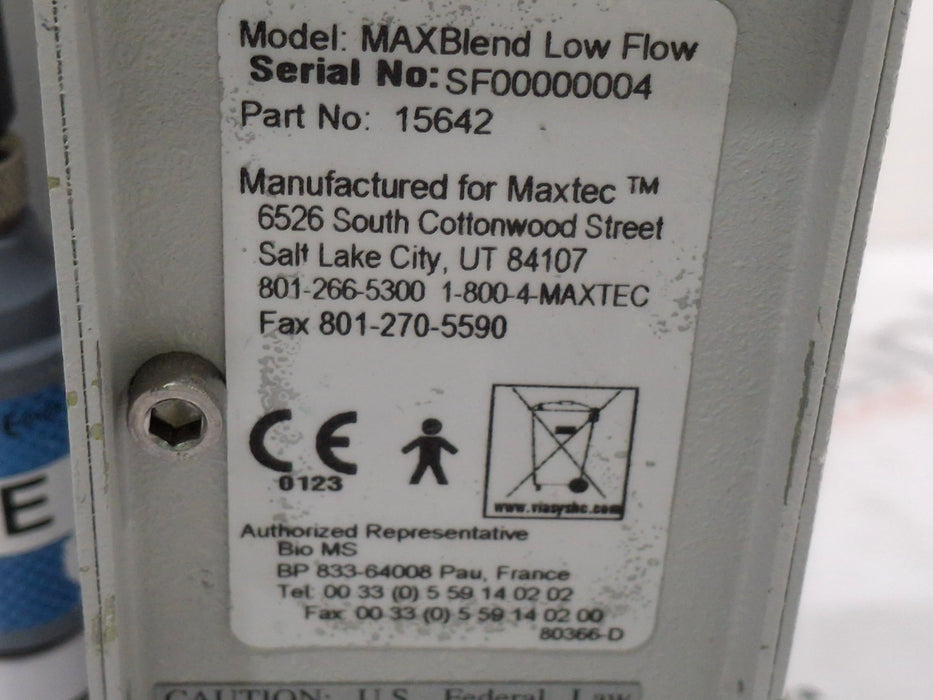 Model: MAXBlend Low Flow
Serial No: SF00000004
Part No: 15642
Manufactured for Maxtec ™
6526 South Cottonwood Street
Salt Lake City, UT 84107
801-266-5300 1-800-4-MAXTEC
Fax 801-270-5590
CE
0123
www.viasyshc.com
Authorized Representative
Bio MS
BP 833-64008 Pau, France
Tel: 00 33 (0) 5 59 14 02 02
Fax 00 33 (0) 5 59 14 02 00
80366-D
CAUTION: U.S. Federal Law
E